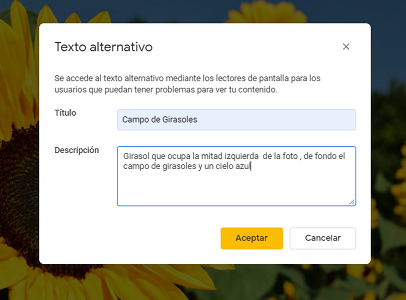 Texto alternativo
Se accede al texto alternativo mediante los lectores de pantalla para los
usuarios que puedan tener problemas para ver tu contenido.
Título
Campo de Girasoles
Descripción
Girasol que ocupa la mitad izquierda  de la foto , de fondo el
campo de girasoles y un cielo azul
Aceptar
Cancelar